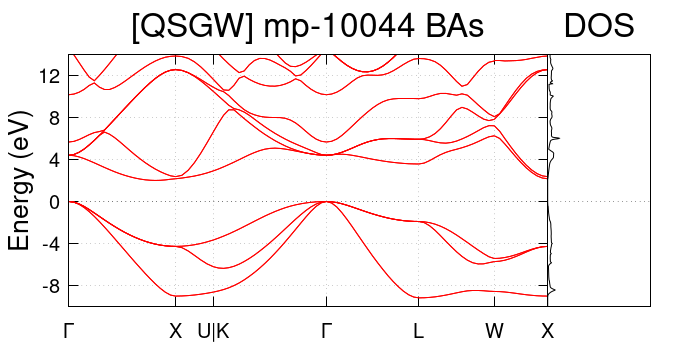 [QSGW] mp-10044 BAs DOS
Energy (eV)
12
8
4
0
-4
-8
Γ X U|K Γ L W X